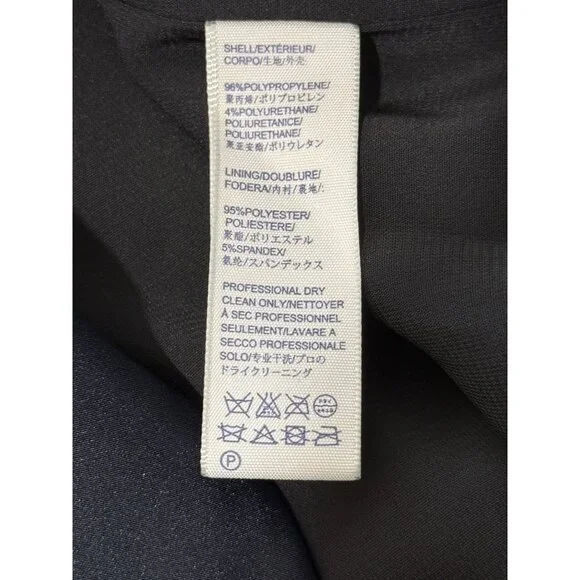 SHELL/EXTÉRIEUR/
CORPO/生地/外壳/
96%POLYPROPYLENE/
聚丙烯/ポリプロピレン/
4%POLYURETHANE/
POLIURETANICE/
POLIURETHANE/
聚亚安酯/ポリウレタン
LINING/DOUBLURE/
FODERA/内衬/裏地/:
95%POLYESTER/
POLIESTERE/
聚酯/ポリエステル
5%SPANDEX/
氨纶/スパンデックス
PROFESSIONAL DRY
CLEAN ONLY/NETTOYER
À SEC PROFESSIONNEL
SEULEMENT/LAVARE A
SECCO PROFESSIONALE
SOLO/专业干洗/プロの
ドライクリーニング
P